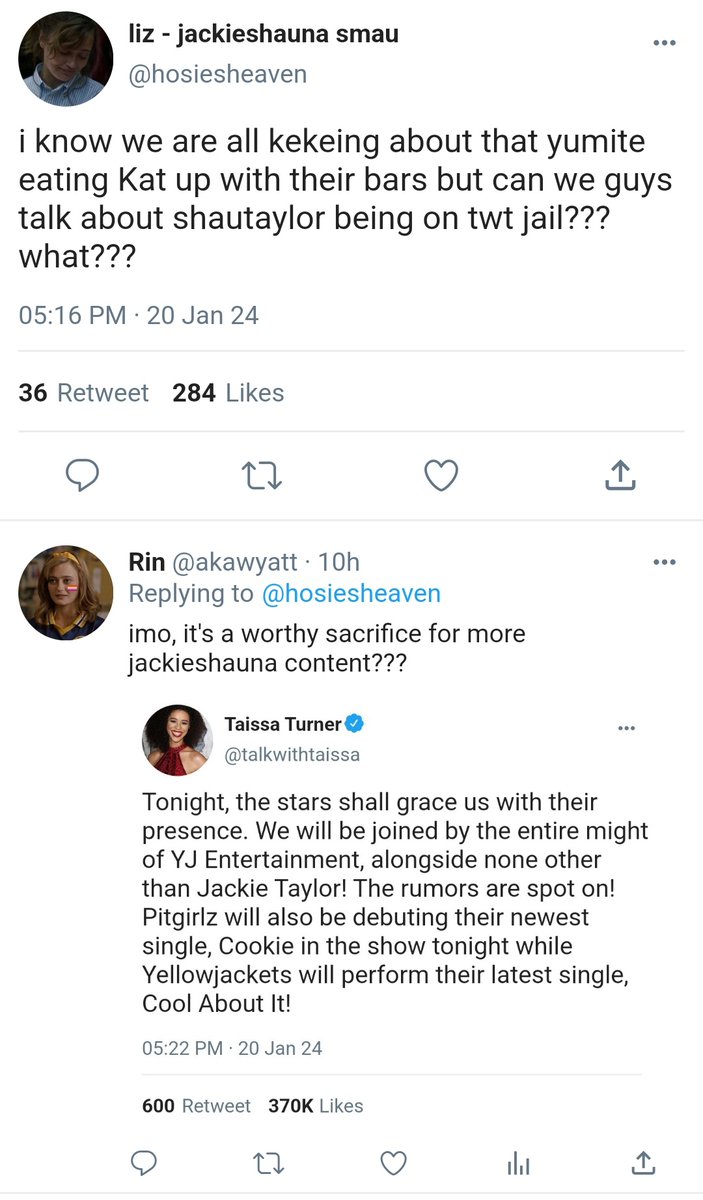 liz - jackieshauna smau
@hosiesheaven
i know we are all kekeing about that yumite
eating Kat up with their bars but can we guys
talk about shautaylor being on twt jail???
what???
05:16 PM · 20 Jan 24
36 Retweet 284 Likes
Rin @akawyatt · 10h
Replying to @hosiesheaven
imo, it's a worthy sacrifice for more
jackieshauna content???
Taissa Turner
@talkwithtaissa
Tonight, the stars shall grace us with their
presence. We will be joined by the entire might
of YJ Entertainment, alongside none other
than Jackie Taylor! The rumors are spot on!
Pitgirlz will also be debuting their newest
single, Cookie in the show tonight while
Yellowjackets will perform their latest single,
Cool About It!
05:22 PM · 20 Jan 24
600 Retweet 370K Likes